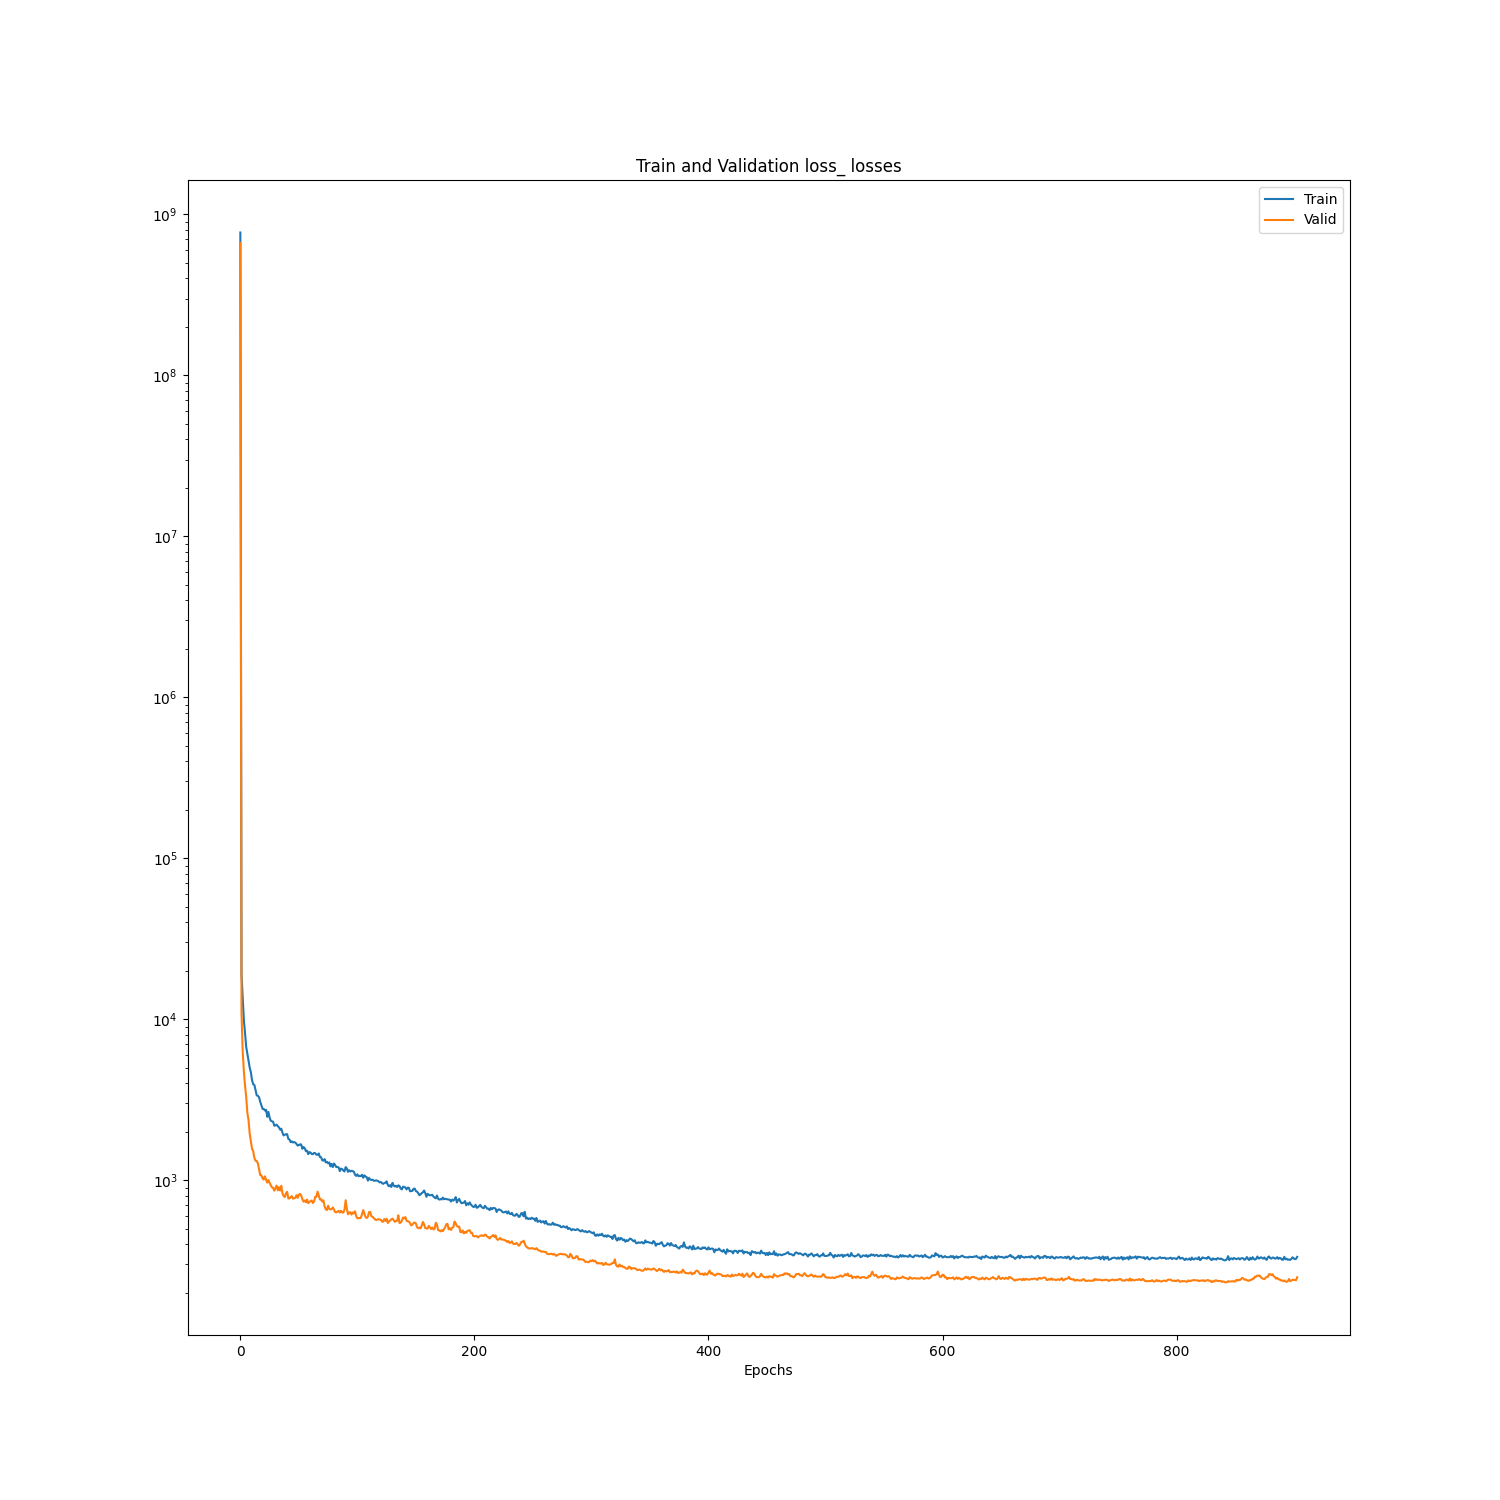 Train and Validation loss_ losses
Train
Valid
10⁹
10⁸
10⁷
10⁶
10⁵
10⁴
10³
0 200 400 600 800
Epochs